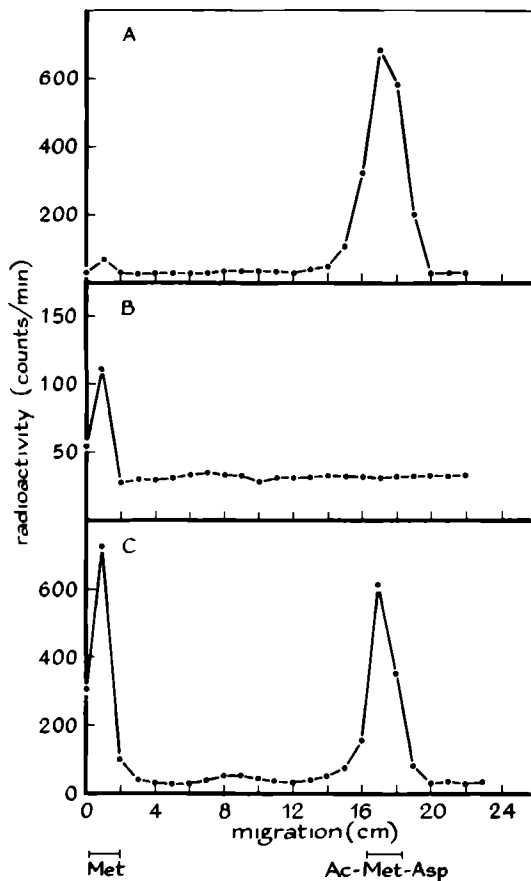 A
600
400
200
B
150
100
50
C
600
400
200
0
radioactivity (counts/min)
0 4 8 12 16 20 24
migration (cm)
Met Ac-Met-Asp